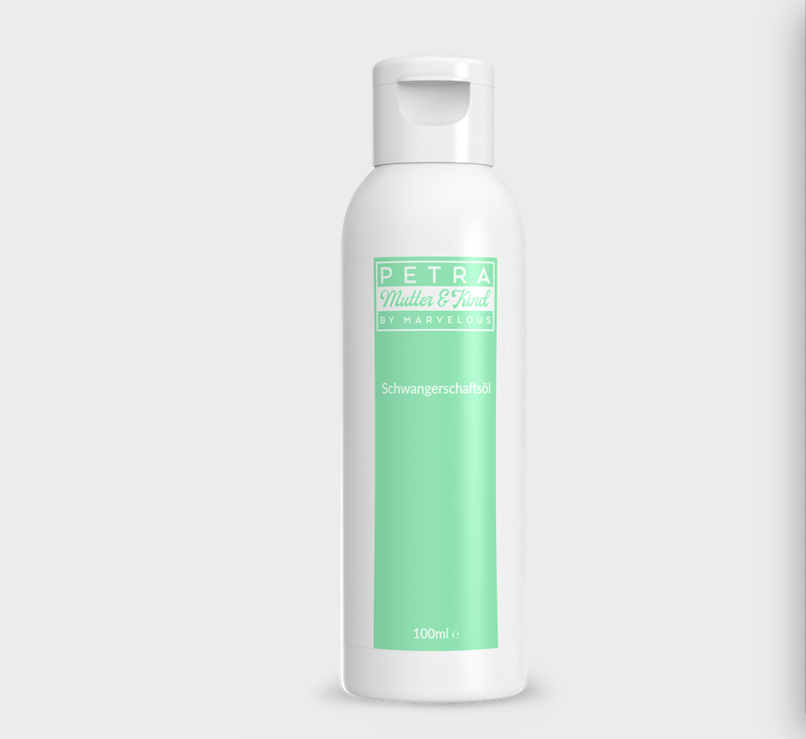 PETRA
Mutter & Kind
BY MARVELOUS
Schwangerschaftsöl
100ml ℮